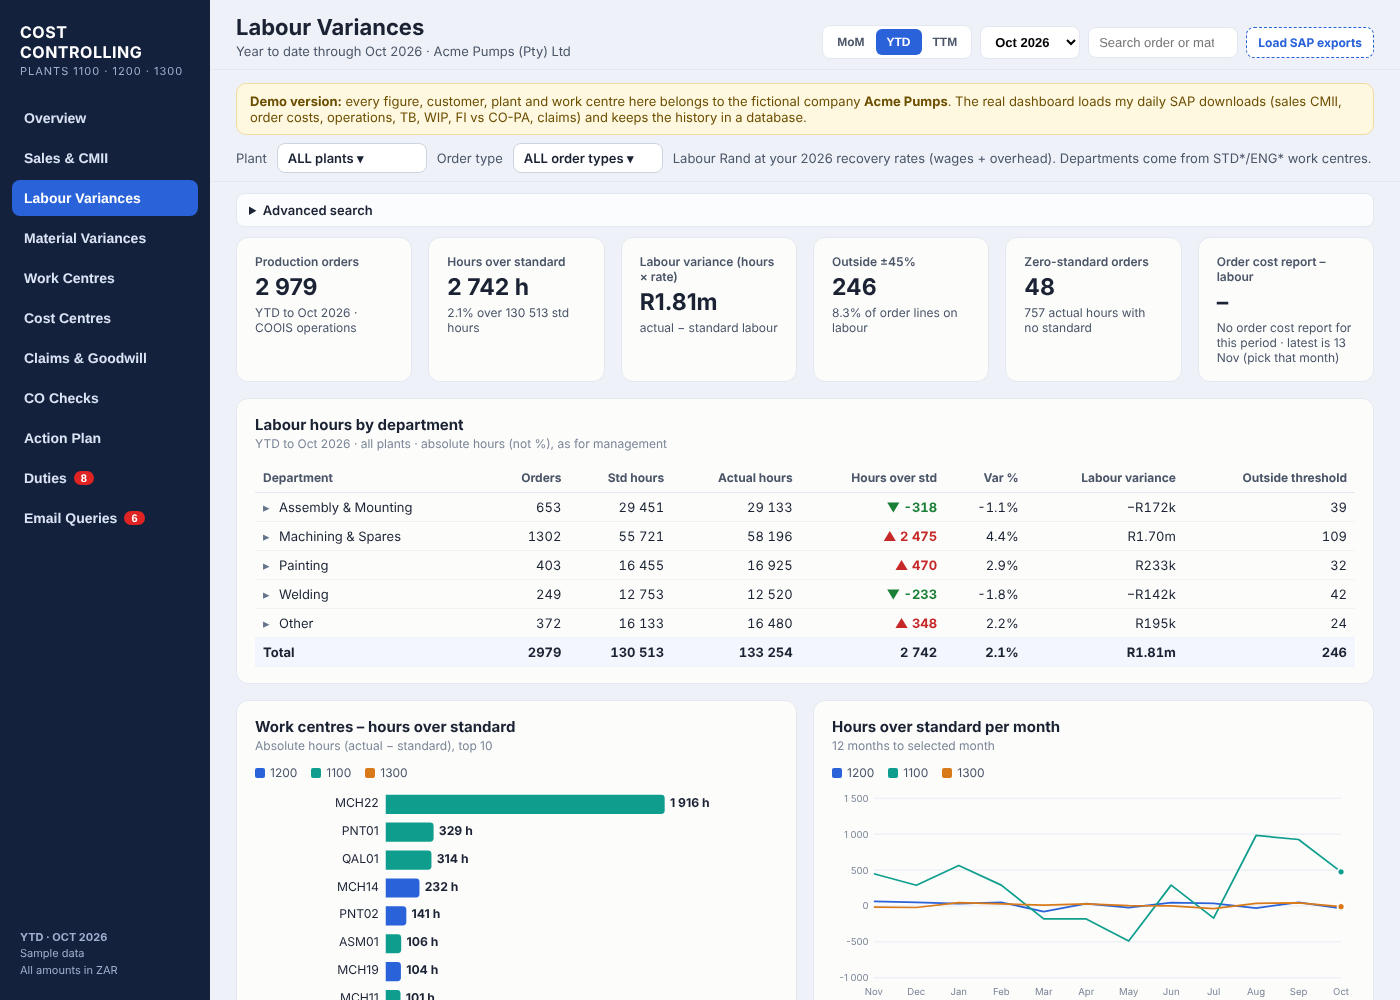 COST
CONTROLLING
PLANTS 1100 · 1200 · 1300
Overview
Sales & CMII
Labour Variances
Material Variances
Work Centres
Cost Centres
Claims & Goodwill
CO Checks
Action Plan
Duties 8
Email Queries 6
YTD · OCT 2026
Sample data
All amounts in ZAR
Labour Variances
Year to date through Oct 2026 · Acme Pumps (Pty) Ltd
MoM YTD TTM Oct 2026 Search order or mat Load SAP exports
Demo version: every figure, customer, plant and work centre here belongs to the fictional company Acme Pumps. The real dashboard loads my daily SAP downloads (sales CMII,
order costs, operations, TB, WIP, FI vs CO-PA, claims) and keeps the history in a database.
Plant ALL plants ▾ Order type ALL order types ▾ Labour Rand at your 2026 recovery rates (wages + overhead). Departments come from STD*/ENG* work centres.
▶ Advanced search
Production orders
2 979
YTD to Oct 2026 ·
COOIS operations
Hours over standard
2 742 h
2.1% over 130 513 std
hours
Labour variance (hours
× rate)
R1.81m
actual − standard labour
Outside ±45%
246
8.3% of order lines on
labour
Zero-standard orders
48
757 actual hours with
no standard
Order cost report –
labour
–
No order cost report for
this period · latest is 13
Nov (pick that month)
Labour hours by department
YTD to Oct 2026 · all plants · absolute hours (not %), as for management
Department Orders Std hours Actual hours Hours over std Var % Labour variance Outside threshold
▸ Assembly & Mounting 653 29 451 29 133 ▼ -318 -1.1% −R172k 39
▸ Machining & Spares 1302 55 721 58 196 ▲ 2 475 4.4% R1.70m 109
▸ Painting 403 16 455 16 925 ▲ 470 2.9% R233k 32
▸ Welding 249 12 753 12 520 ▼ -233 -1.8% −R142k 42
▸ Other 372 16 133 16 480 ▲ 348 2.2% R195k 24
Total 2979 130 513 133 254 2 742 2.1% R1.81m 246
Work centres – hours over standard
Absolute hours (actual − standard), top 10
1200 1100 1300
MCH22 1 916 h
PNT01 329 h
QAL01 314 h
MCH14 232 h
PNT02 141 h
ASM01 106 h
MCH19 104 h
MCH11 101 h
Hours over standard per month
12 months to selected month
1200 1100 1300
1 500
1 000
500
0
-500
-1 000
Nov Dec Jan Feb Mar Apr May Jun Jul Aug Sep Oct